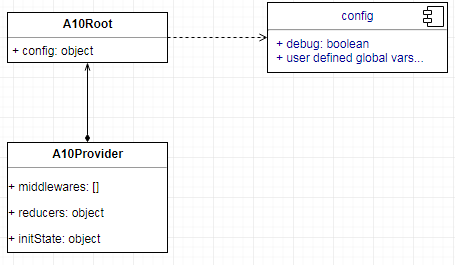 A10Root
+ config: object
config
+ debug: boolean
+ user defined global vars...
A10Provider
+ middlewares: []
+ reducers: object
+ initState: object